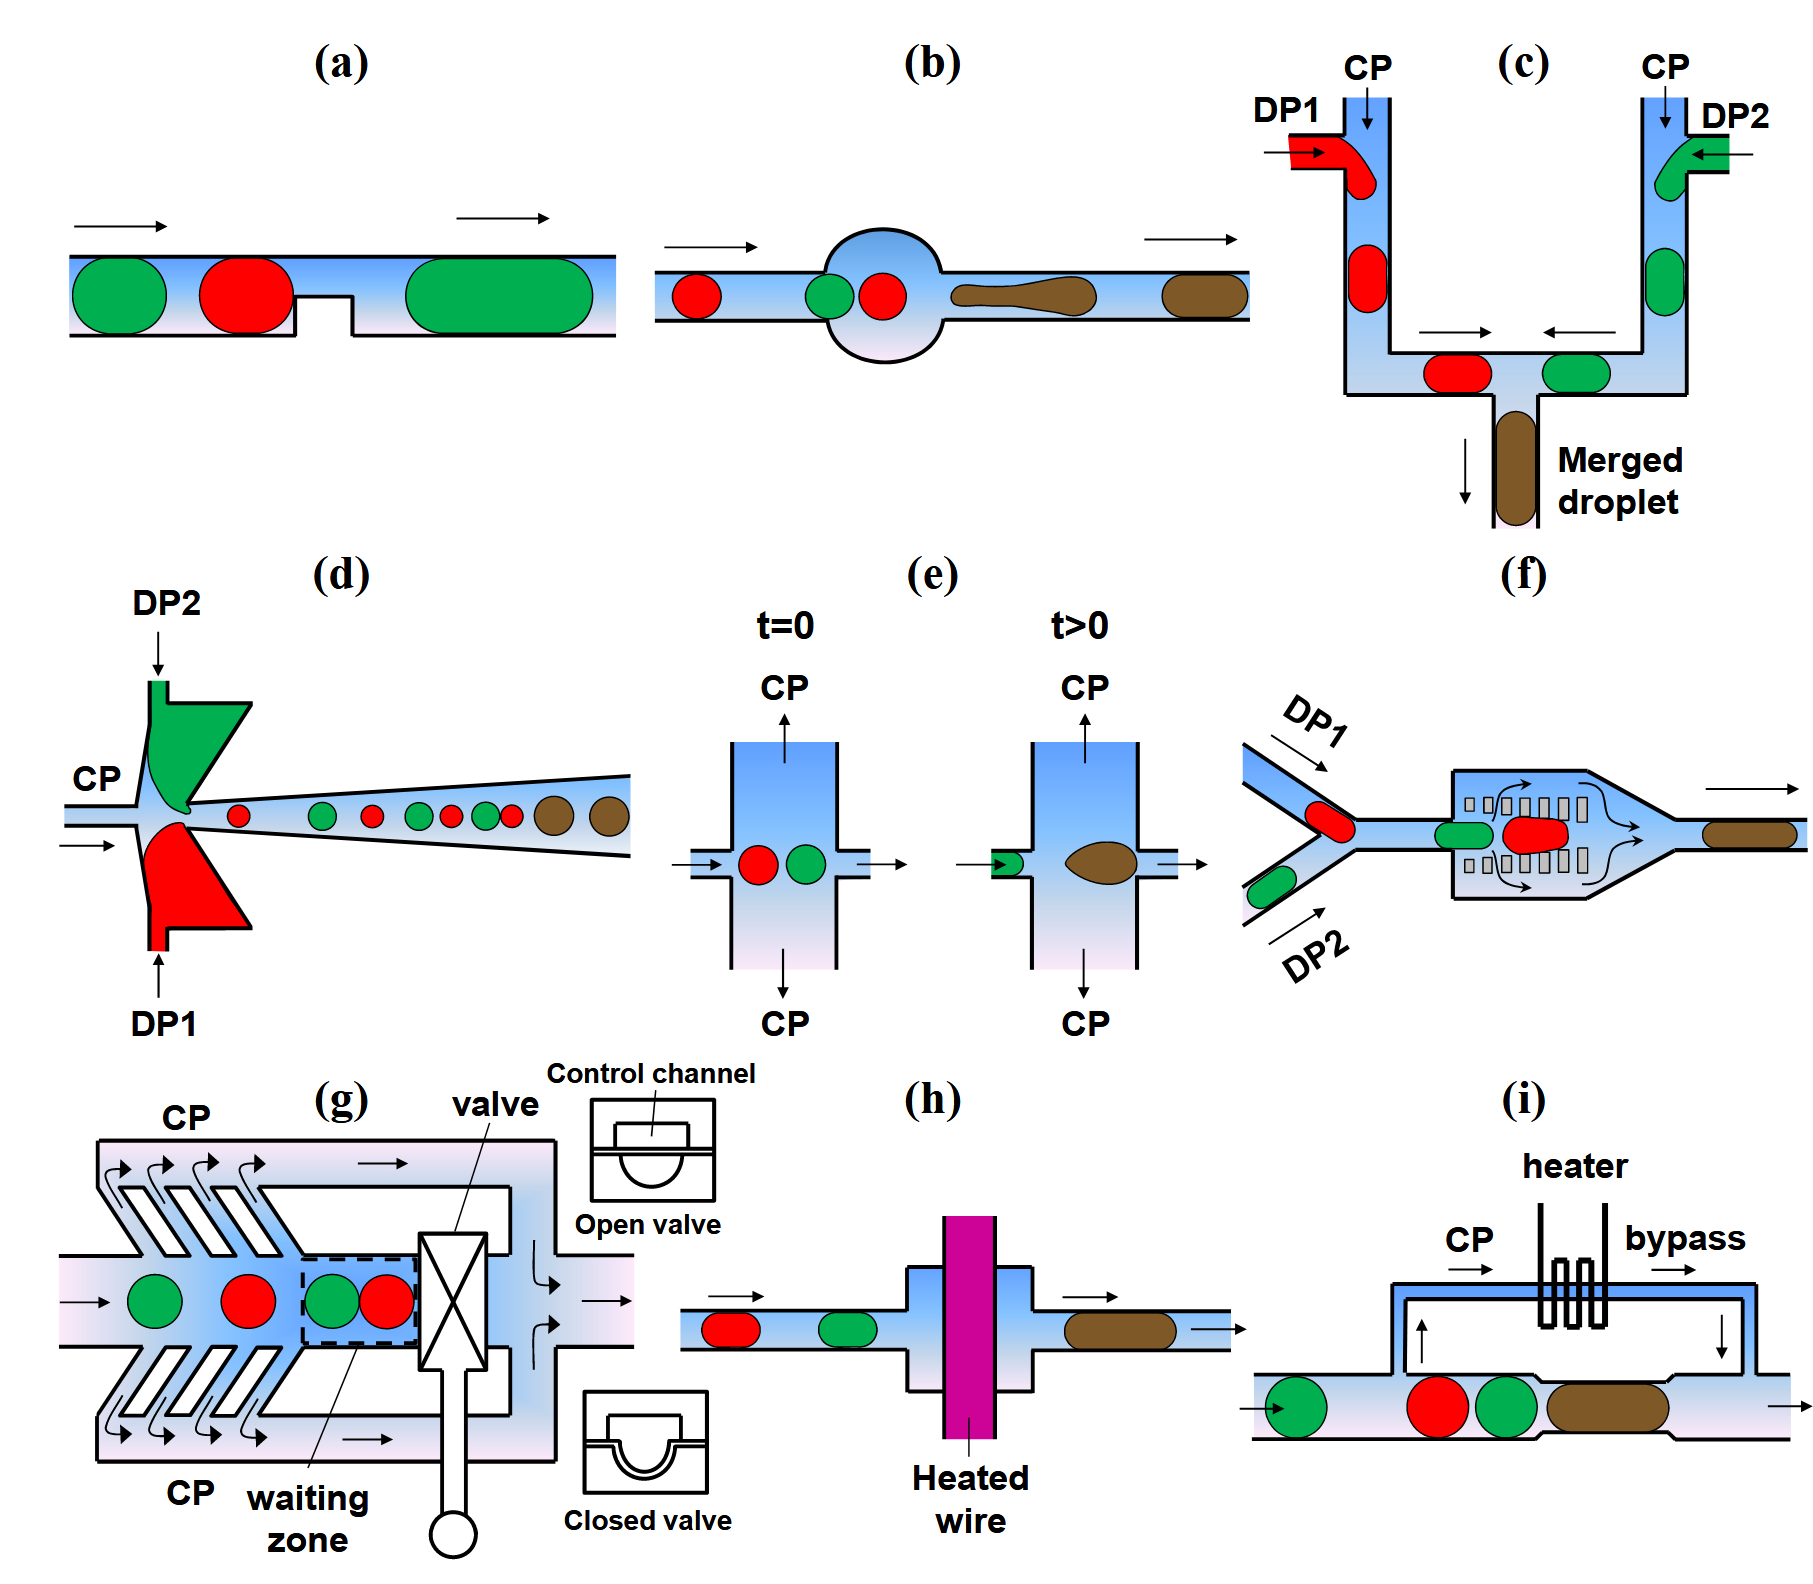 (a)
(b)
(c)
CP
CP
DP1
DP2
Merged
droplet
(d)
(e)
(f)
DP2
CP
DP1
t=0
t>0
CP
CP
CP
CP
DP1
DP2
(g)
(h)
(i)
CP
valve
Control channel
Open valve
CP
waiting
zone
Closed valve
Heated
wire
heater
CP
bypass